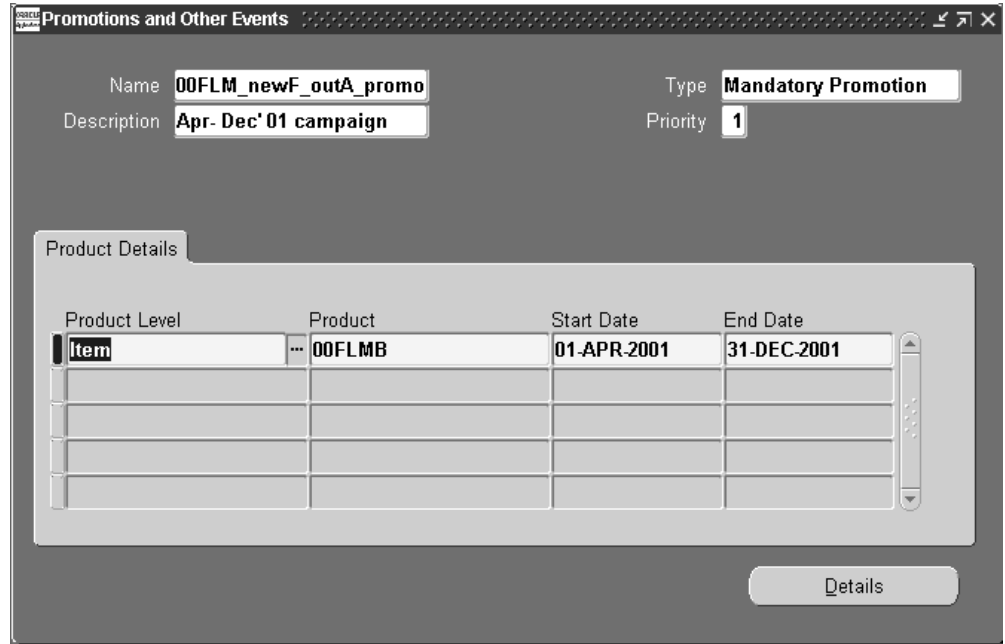 Promotions and Other Events
Name 00FLM_newF_outA_promo Type Mandatory Promotion
Description Apr- Dec'01 campaign Priority 1
Product Details
Product Level Product Start Date End Date
Item ... 00FLMB 01-APR-2001 31-DEC-2001
Details